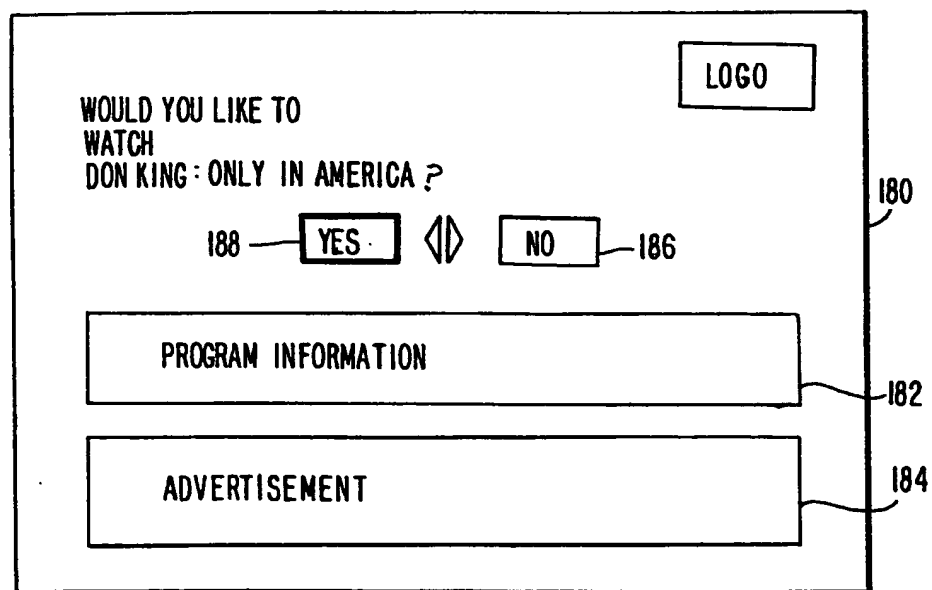 LOGO
WOULD YOU LIKE TO
WATCH
DON KING: ONLY IN AMERICA?
180
188 YES NO 186
PROGRAM INFORMATION
182
ADVERTISEMENT
184